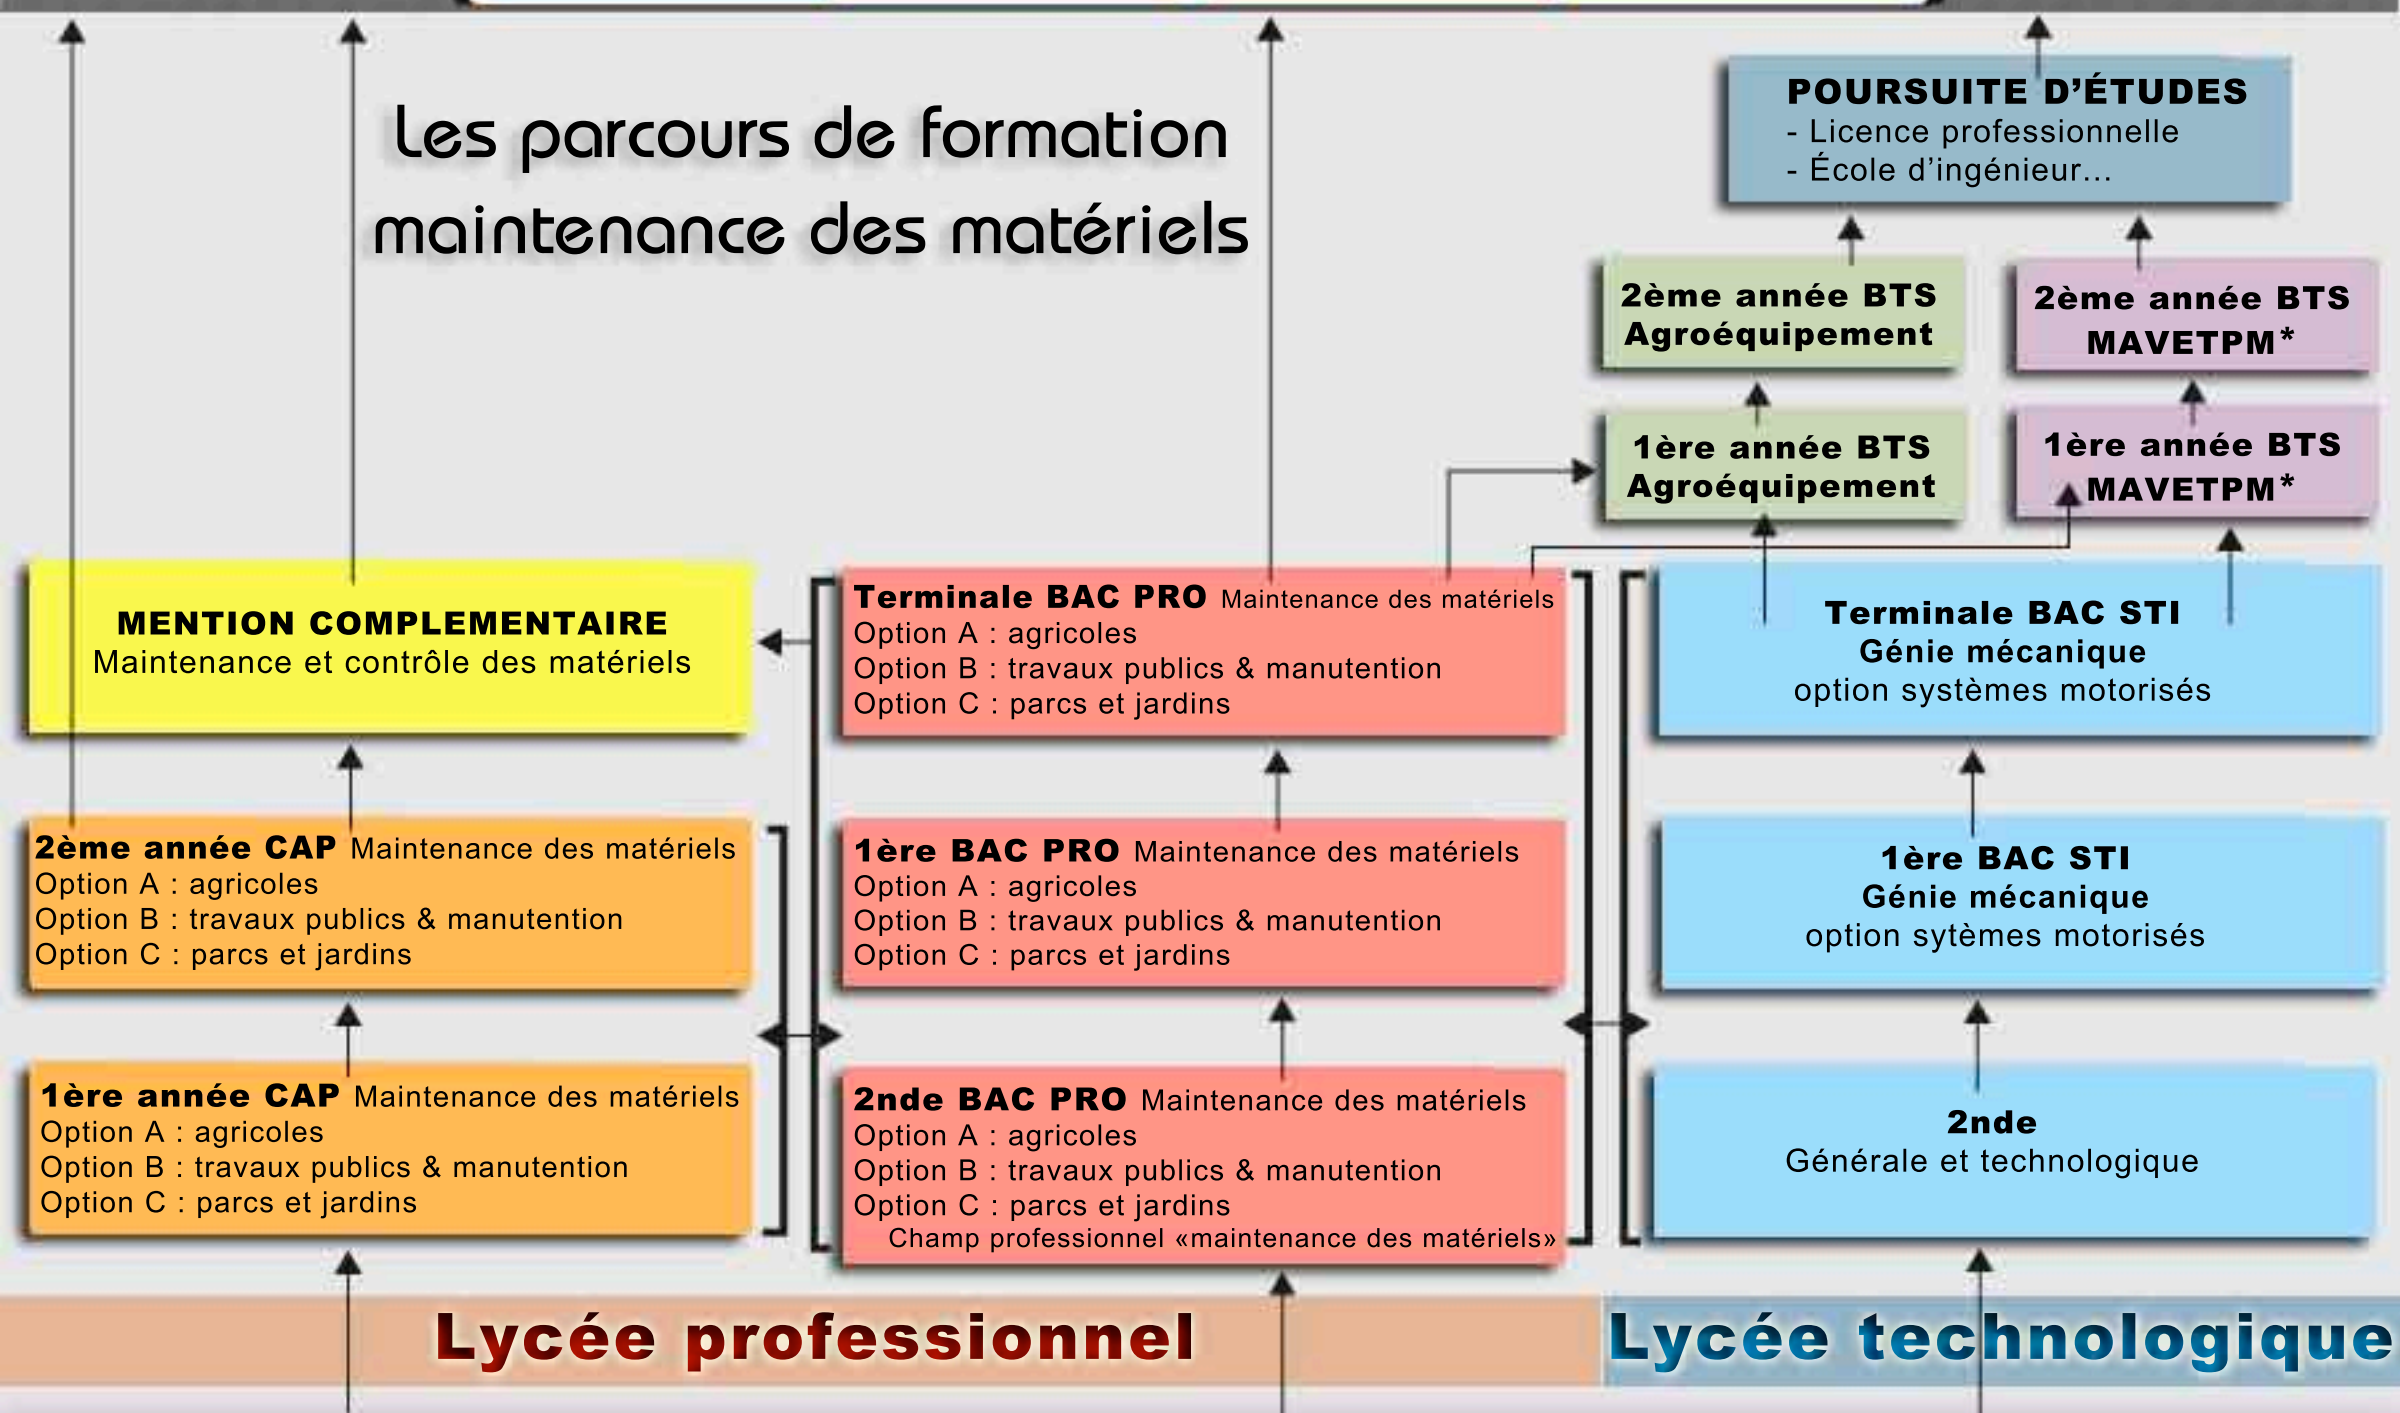 Les parcours de formation
maintenance des matériels
POURSUITE D’ÉTUDES
- Licence professionnelle
- École d’ingénieur...
2ème année BTS
Agroéquipement
2ème année BTS
MAVETPM*
1ère année BTS
Agroéquipement
1ère année BTS
MAVETPM*
MENTION COMPLEMENTAIRE
Maintenance et contrôle des matériels
Terminale BAC PRO Maintenance des matériels
Option A : agricoles
Option B : travaux publics & manutention
Option C : parcs et jardins
Terminale BAC STI
Génie mécanique
option systèmes motorisés
2ème année CAP Maintenance des matériels
Option A : agricoles
Option B : travaux publics & manutention
Option C : parcs et jardins
1ère BAC PRO Maintenance des matériels
Option A : agricoles
Option B : travaux publics & manutention
Option C : parcs et jardins
1ère BAC STI
Génie mécanique
option sytèmes motorisés
1ère année CAP Maintenance des matériels
Option A : agricoles
Option B : travaux publics & manutention
Option C : parcs et jardins
2nde BAC PRO Maintenance des matériels
Option A : agricoles
Option B : travaux publics & manutention
Option C : parcs et jardins
Champ professionnel «maintenance des matériels»
2nde
Générale et technologique
Lycée professionnel
Lycée technologique